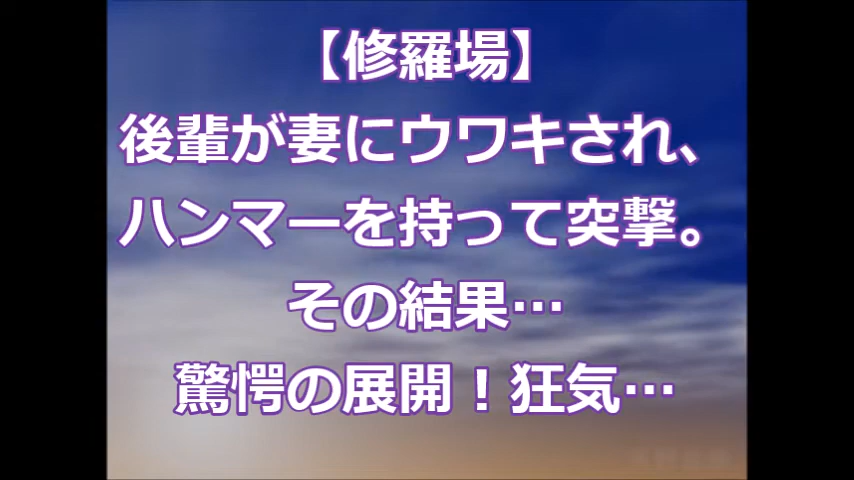 【修羅場】
後輩が妻にウワキされ、
ハンマーを持って突撃。
その結果…
驚愕の展開！狂気…